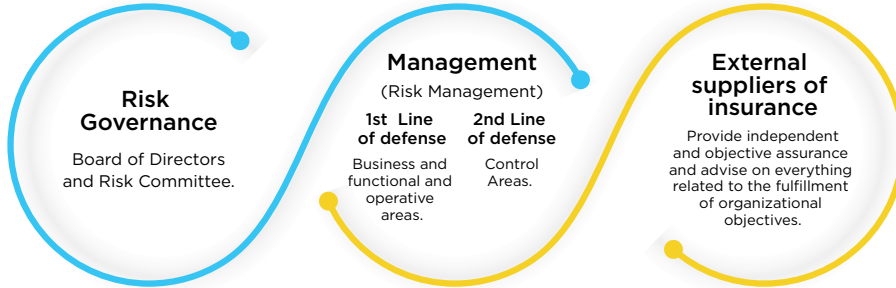 Risk
Governance
Board of Directors
and Risk Committee.
Management
(Risk Management)
1st Line
of defense
Business and
functional and
operative
areas.
2nd Line
of defense
Control
Areas.
External
suppliers of
insurance
Provide independent
and objective assurance
and advise on everything
related to the fulfillment
of organizational
objectives.